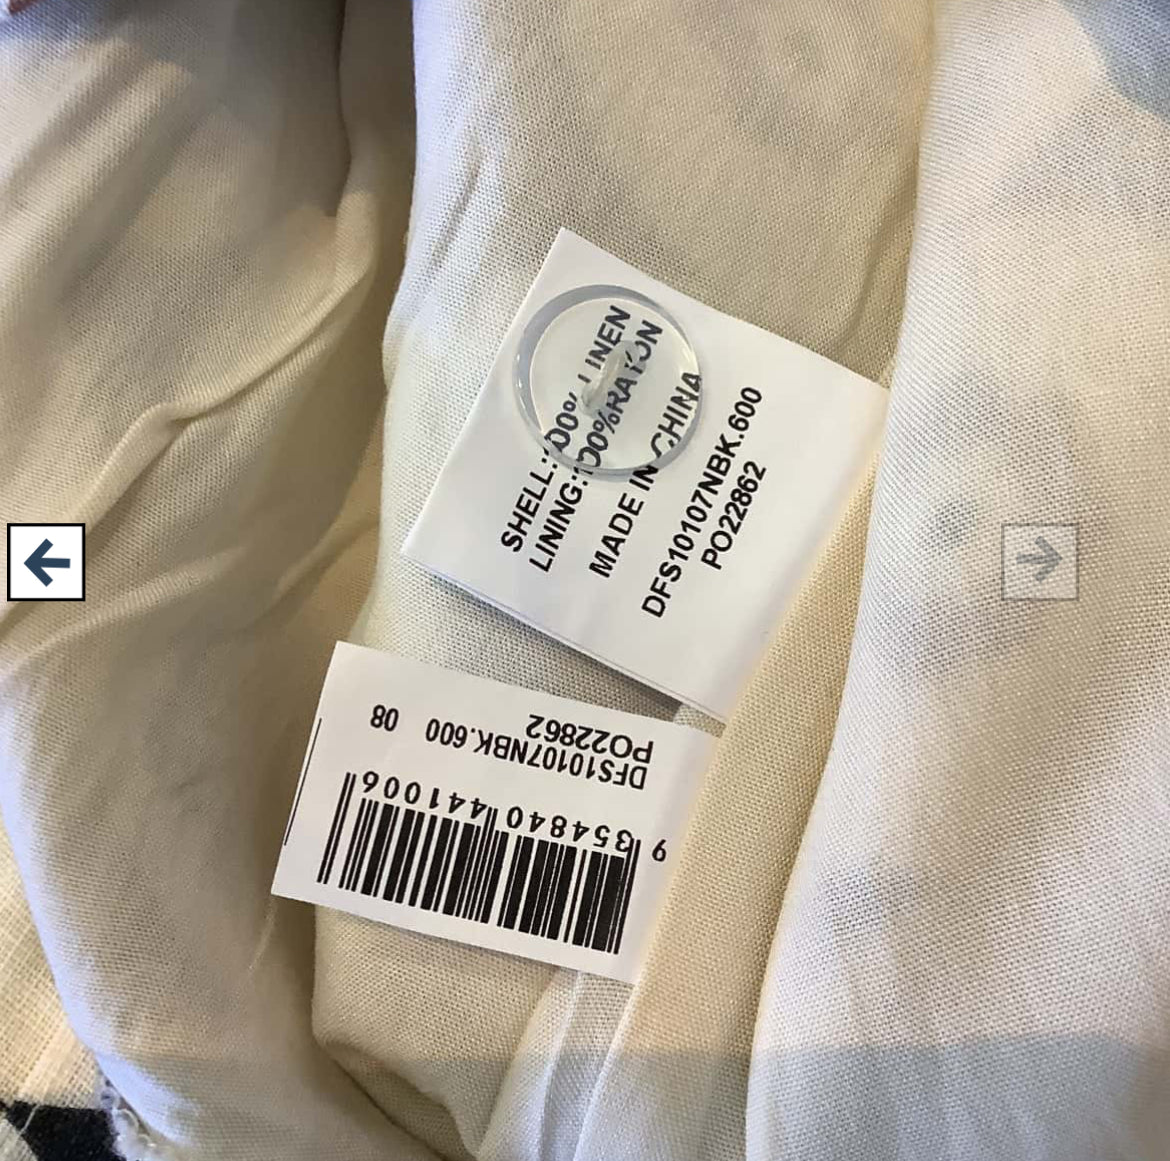 SHELL:100% LINEN
LINING:100%RAYON
MADE IN CHINA
DFS10107NBK.600
PO22862
PO22862
DFS10107NBK.600 08
9 354840 441006